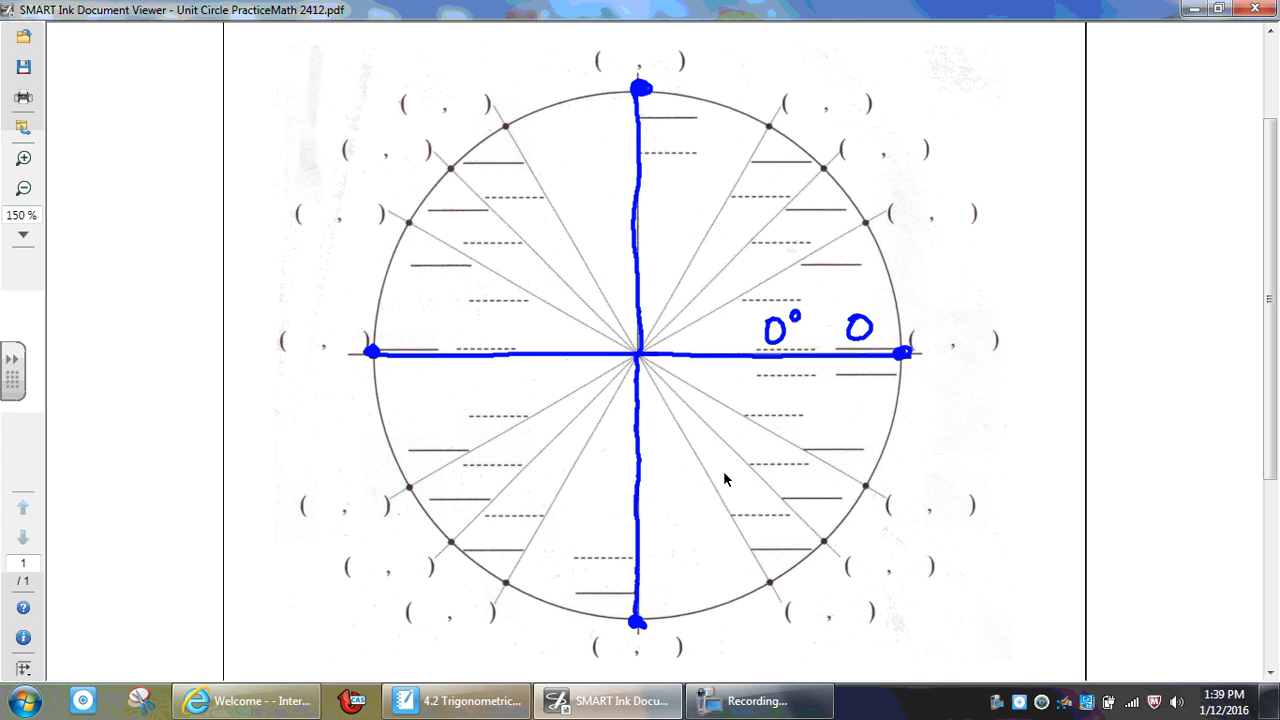 SMART Ink Document Viewer - Unit Circle PracticeMath 2412.pdf
( , )
( , ) ( , )
( , ) ( , )
( , ) ( , )
0° 0
( , ) ( , )
( , ) ( , )
( , ) ( , )
( , ) ( , )
( , )
150 %
1
/ 1
Welcome - - Inter...
CAS
4.2 Trigonometric...
SMART Ink Docu...
Recording...
1:39 PM
1/12/2016